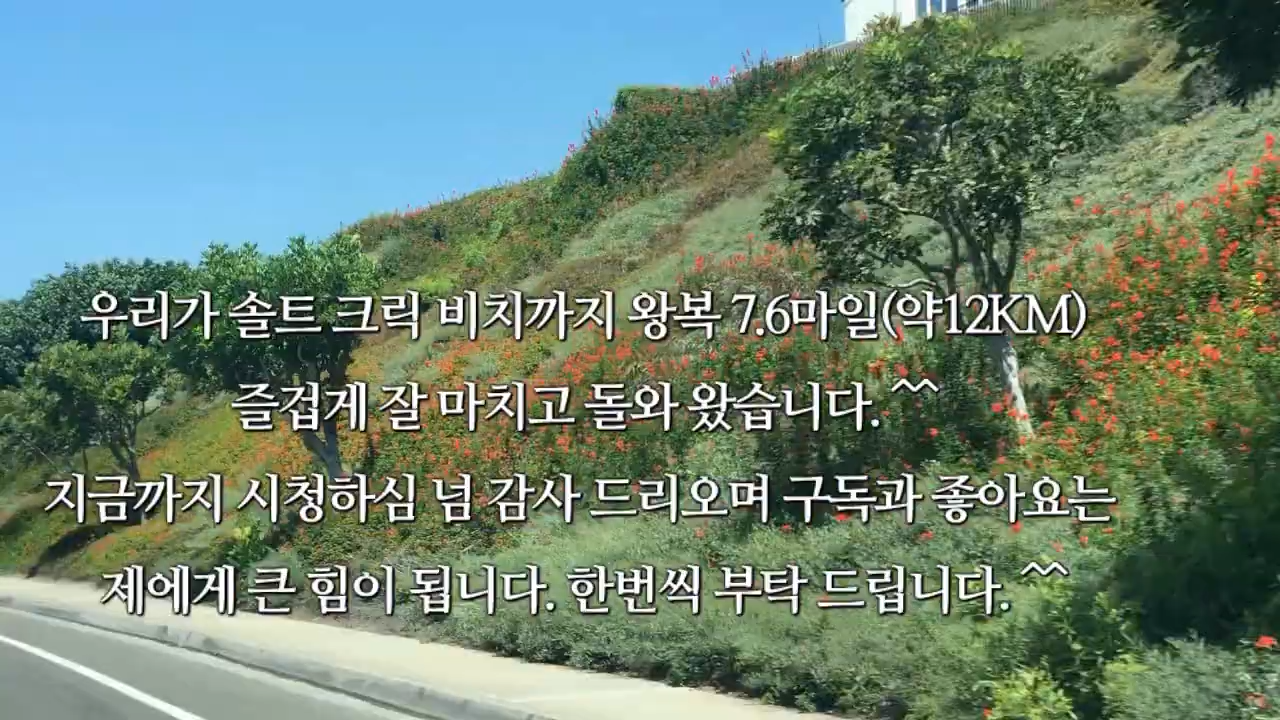 우리가 솔트 크릭 비치까지 왕복 7.6마일(약12KM)
즐겁게 잘 마치고 돌와 왔습니다. ^^
지금까지 시청하심 넘 감사 드리오며 구독과 좋아요는
제에게 큰 힘이 됩니다. 한번씩 부탁 드립니다. ^^